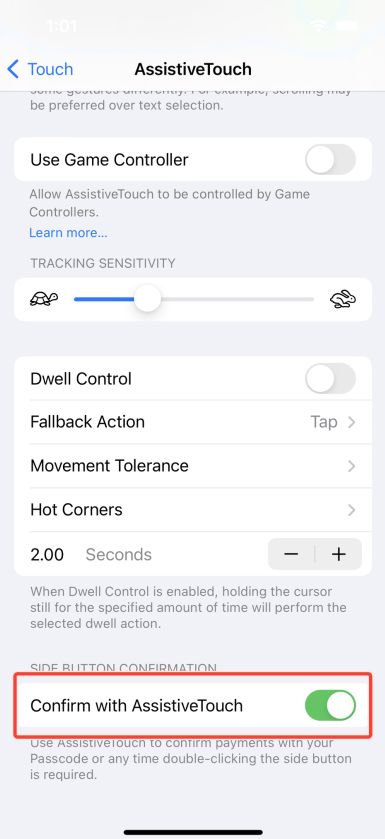 1:01
Touch
AssistiveTouch
some gestures differently. For example, scrolling may
be preferred over text selection.
Use Game Controller
Allow AssistiveTouch to be controlled by Game
Controllers.
Learn more...
TRACKING SENSITIVITY
Dwell Control
Fallback Action Tap
Movement Tolerance
Hot Corners
2.00 Seconds
When Dwell Control is enabled, holding the cursor
still for the specified amount of time will perform the
selected dwell action.
SIDE BUTTON CONFIRMATION
Confirm with AssistiveTouch
Use AssistiveTouch to confirm payments with your
Passcode or any time double-clicking the side button
is required.